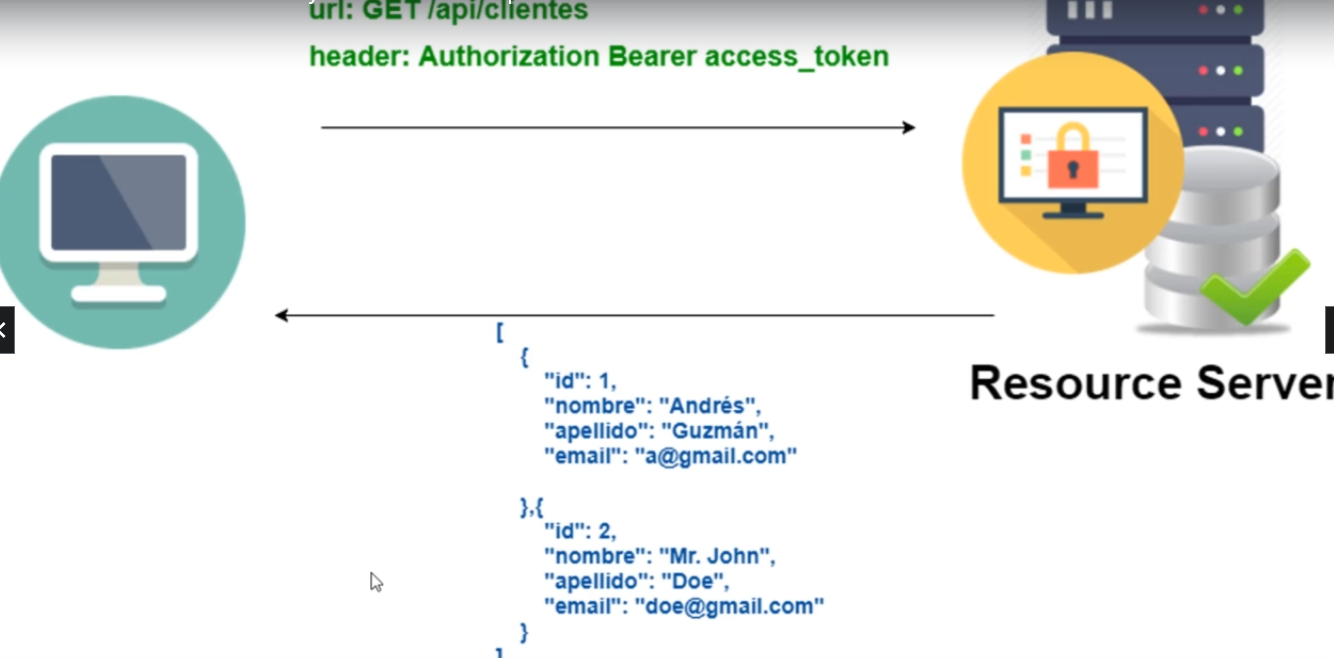 url: GET /api/clientes
header: Authorization Bearer access_token
[
{
"id": 1,
"nombre": "Andrés",
"apellido": "Guzmán",
"email": "a@gmail.com"
},{
"id": 2,
"nombre": "Mr. John",
"apellido": "Doe",
"email": "doe@gmail.com"
}
]
Resource Server